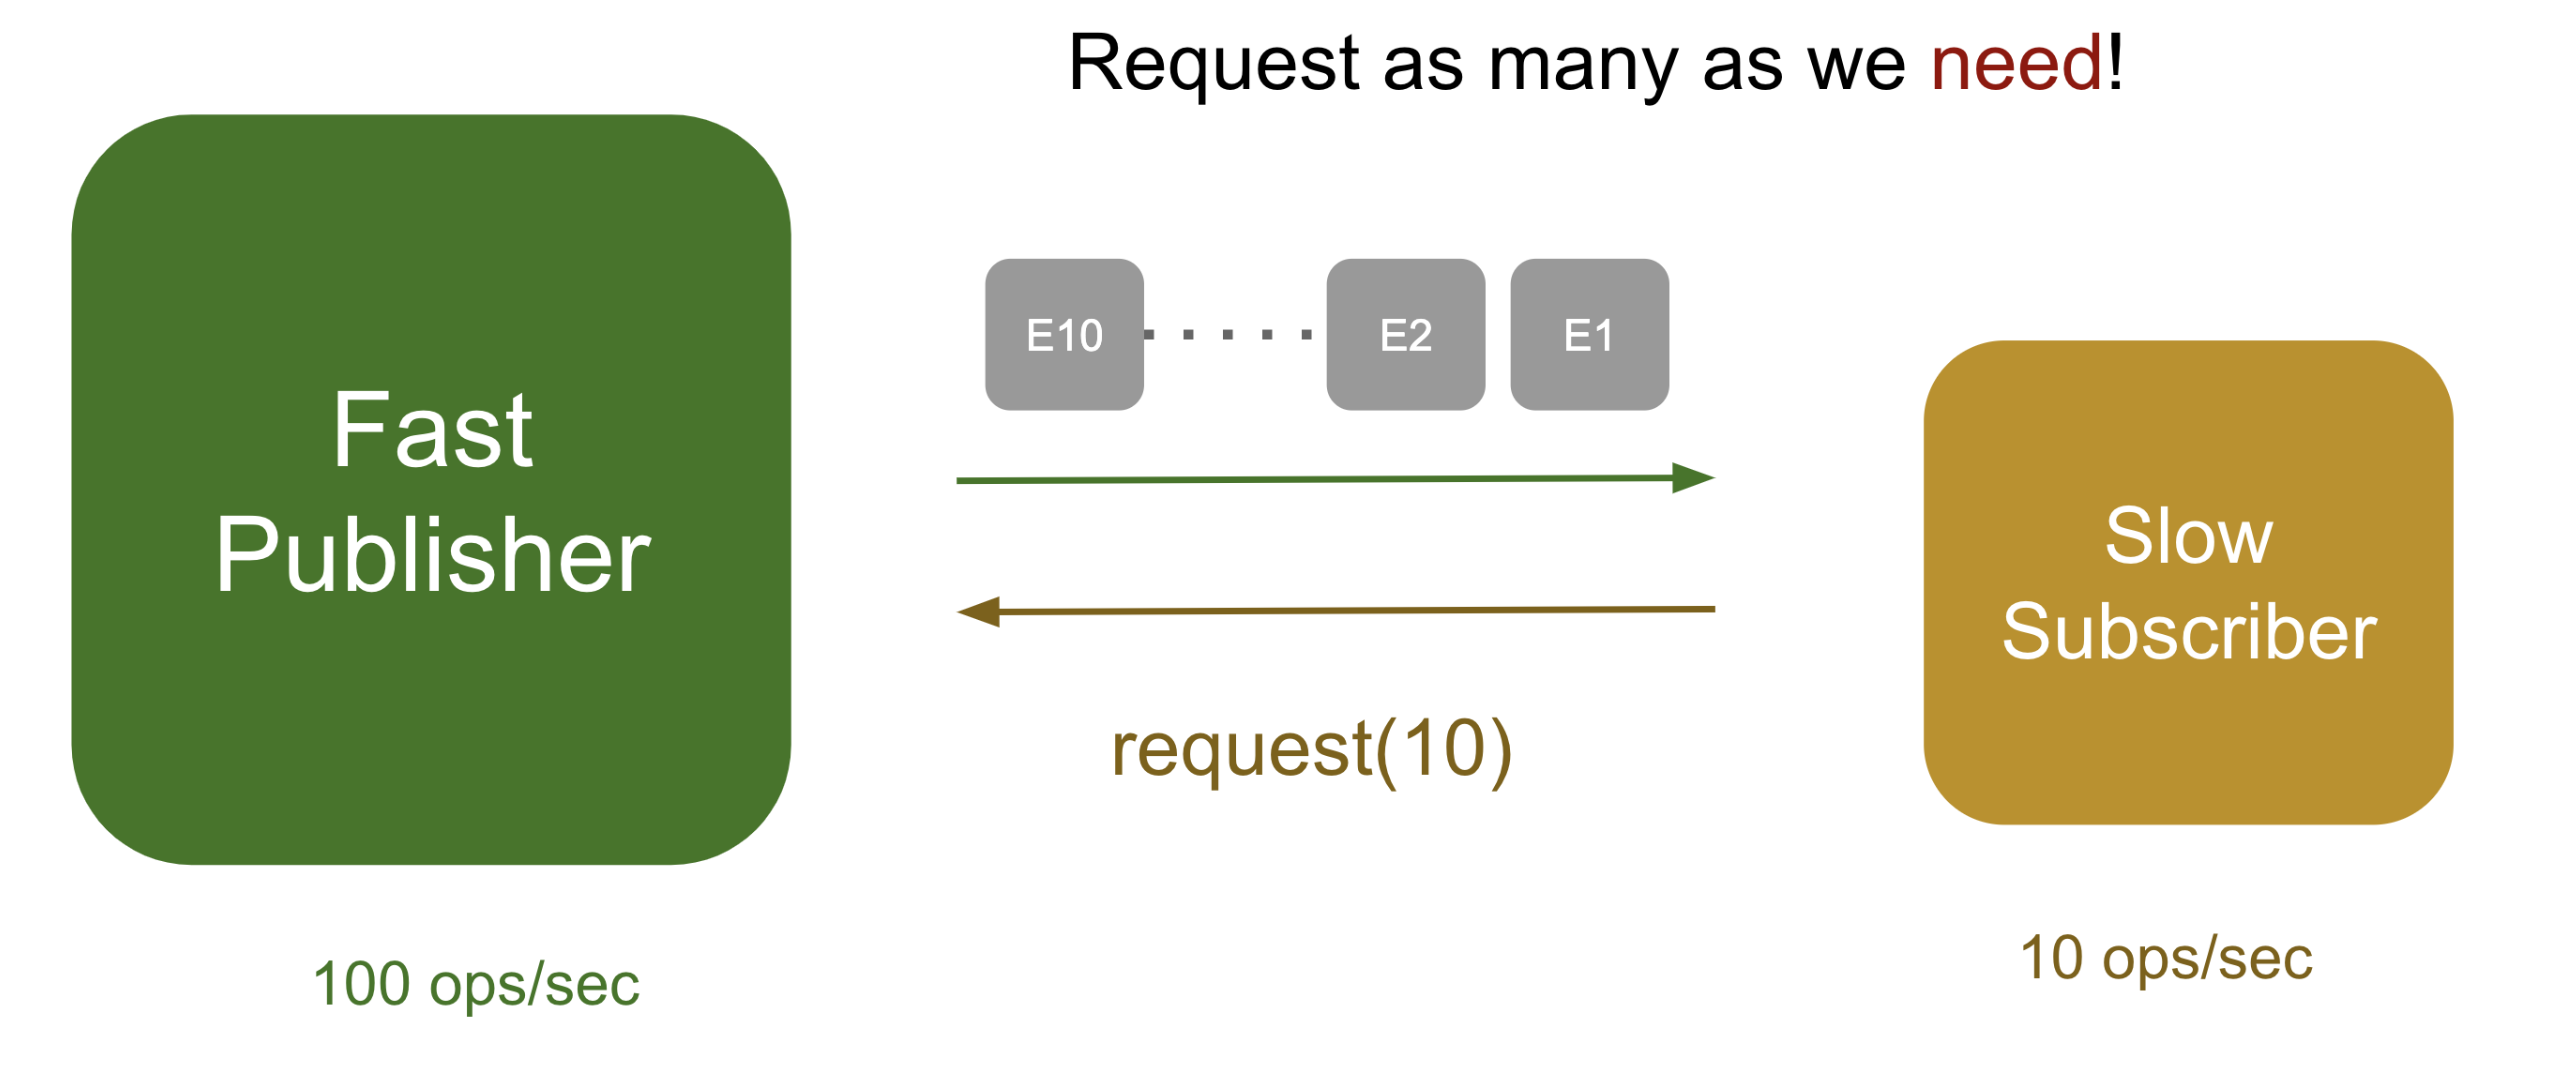 Request as many as we need!
E10
E2
E1
Fast
Publisher
Slow
Subscriber
request(10)
100 ops/sec
10 ops/sec